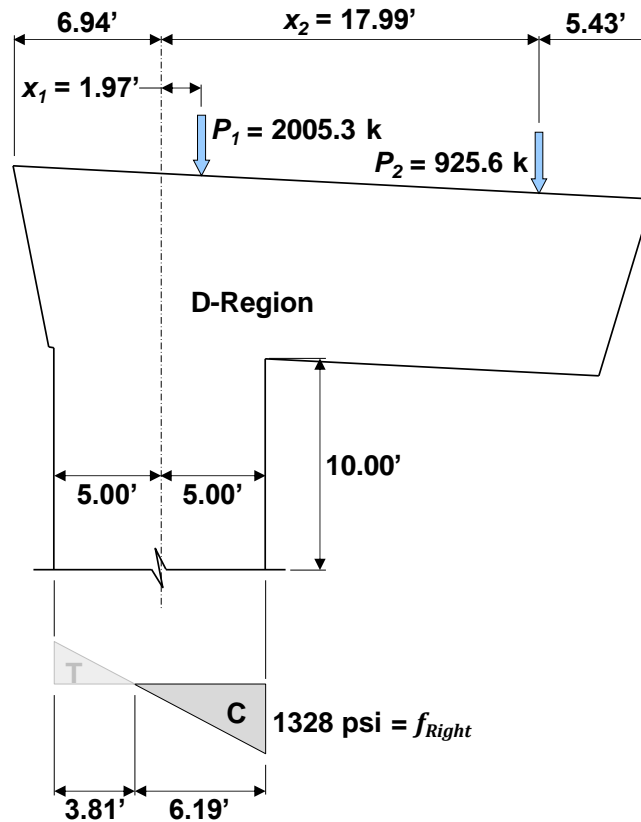 6.94’
x2 = 17.99’
5.43’
x1 = 1.97’
P1 = 2005.3 k
P2 = 925.6 k
D-Region
5.00’
5.00’
10.00’
T
C
1328 psi = fRight
3.81’
6.19’